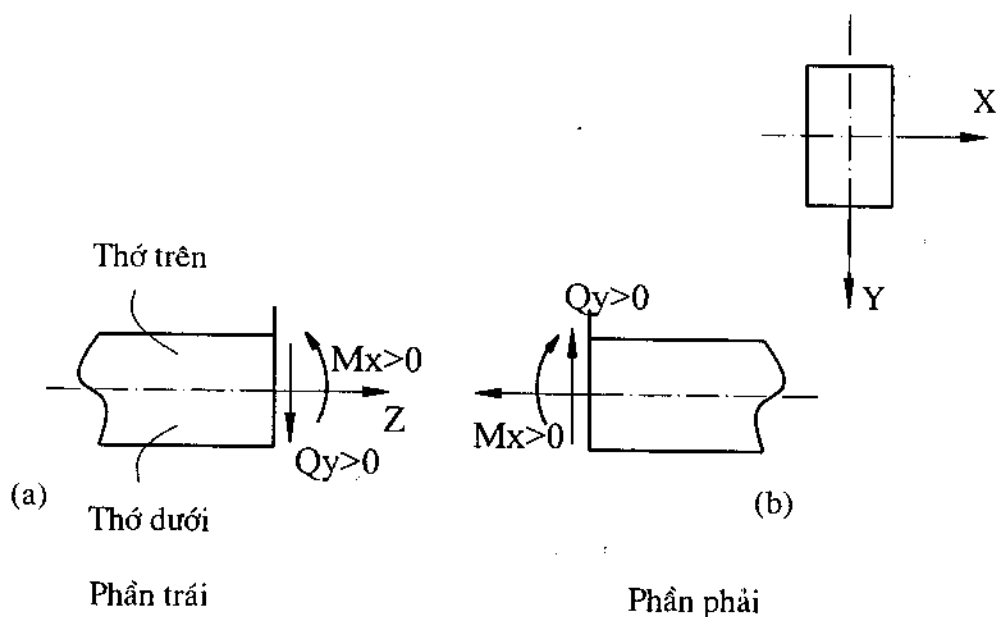 X
Y
Thớ trên
Qy>0
Mx>0
Z
Mx>0
Qy>0
(a)
(b)
Thớ dưới
Phần trái
Phần phải